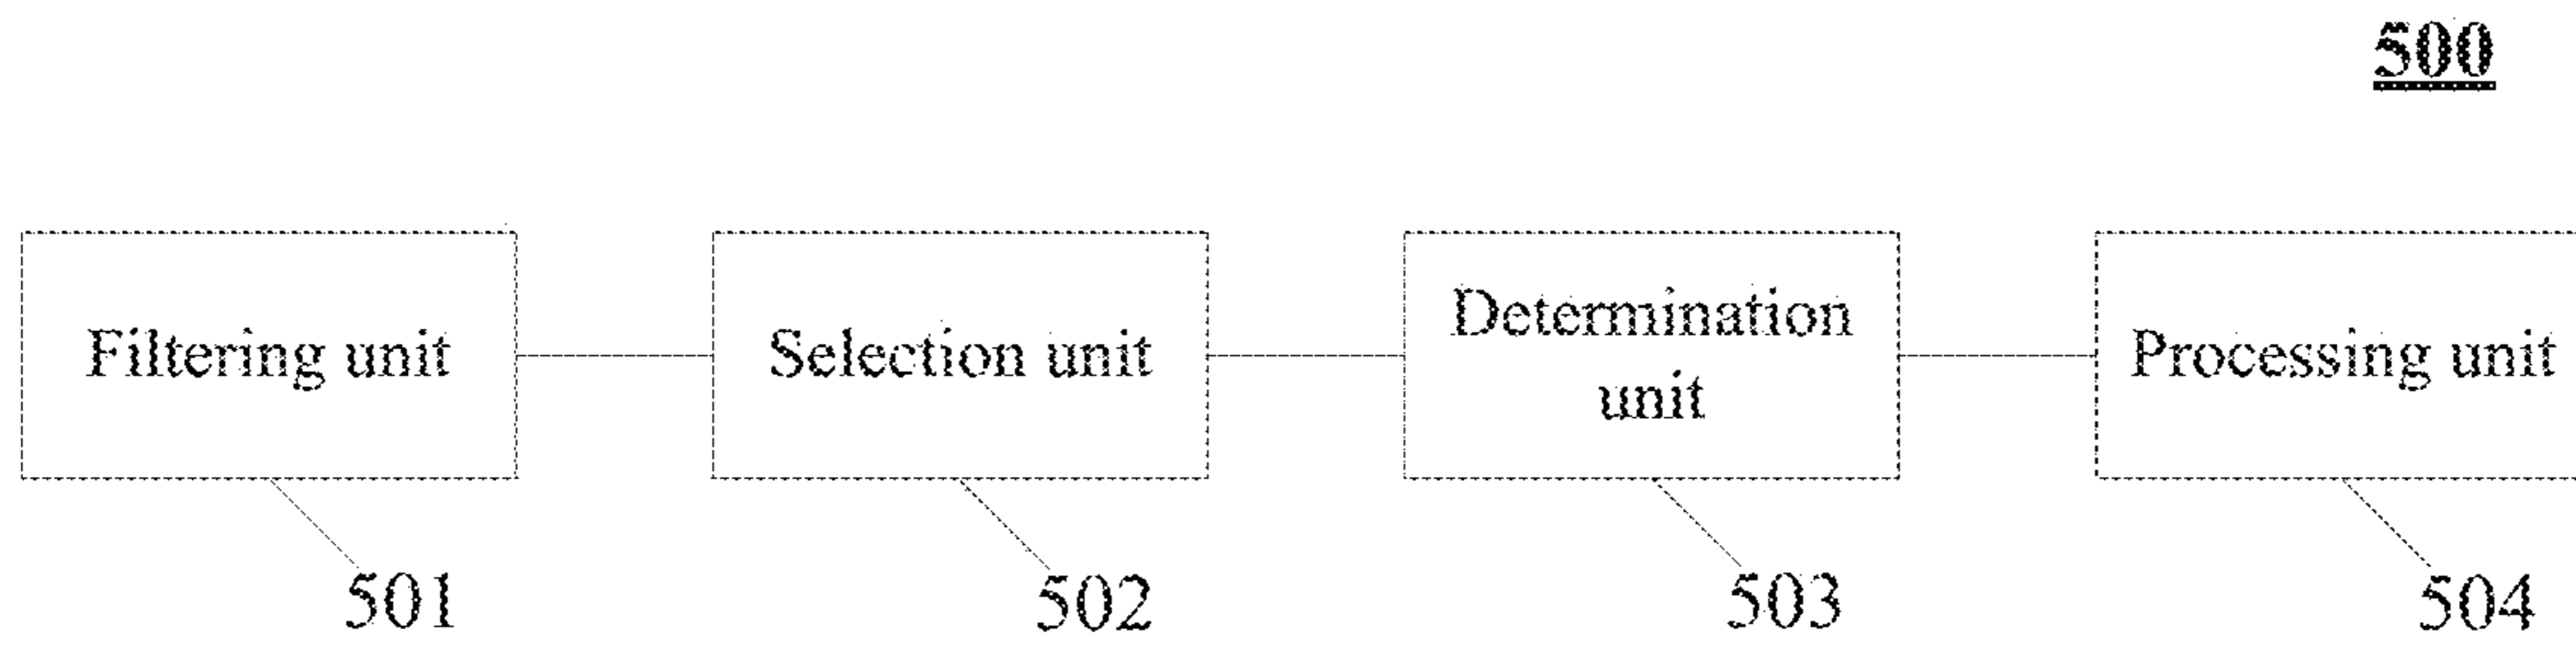 500
Filtering unit
Selection unit
Determination
unit
Processing unit
501
502
503
504